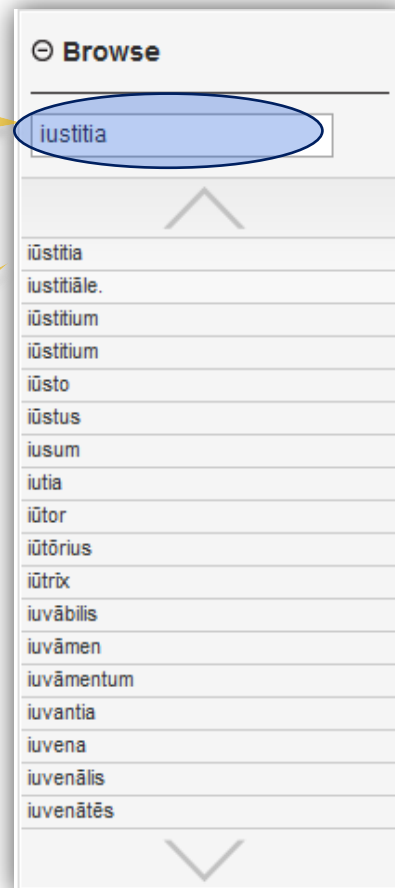 Browse
iustitia
iūstitia
iustitiāle.
iūstitium
iūstitium
iūsto
iūstus
iusum
iutia
iūtor
iūtōrius
iūtrīx
iuvābilis
iuvāmen
iuvāmentum
iuvantia
iuvena
iuvenālis
iuvenātēs